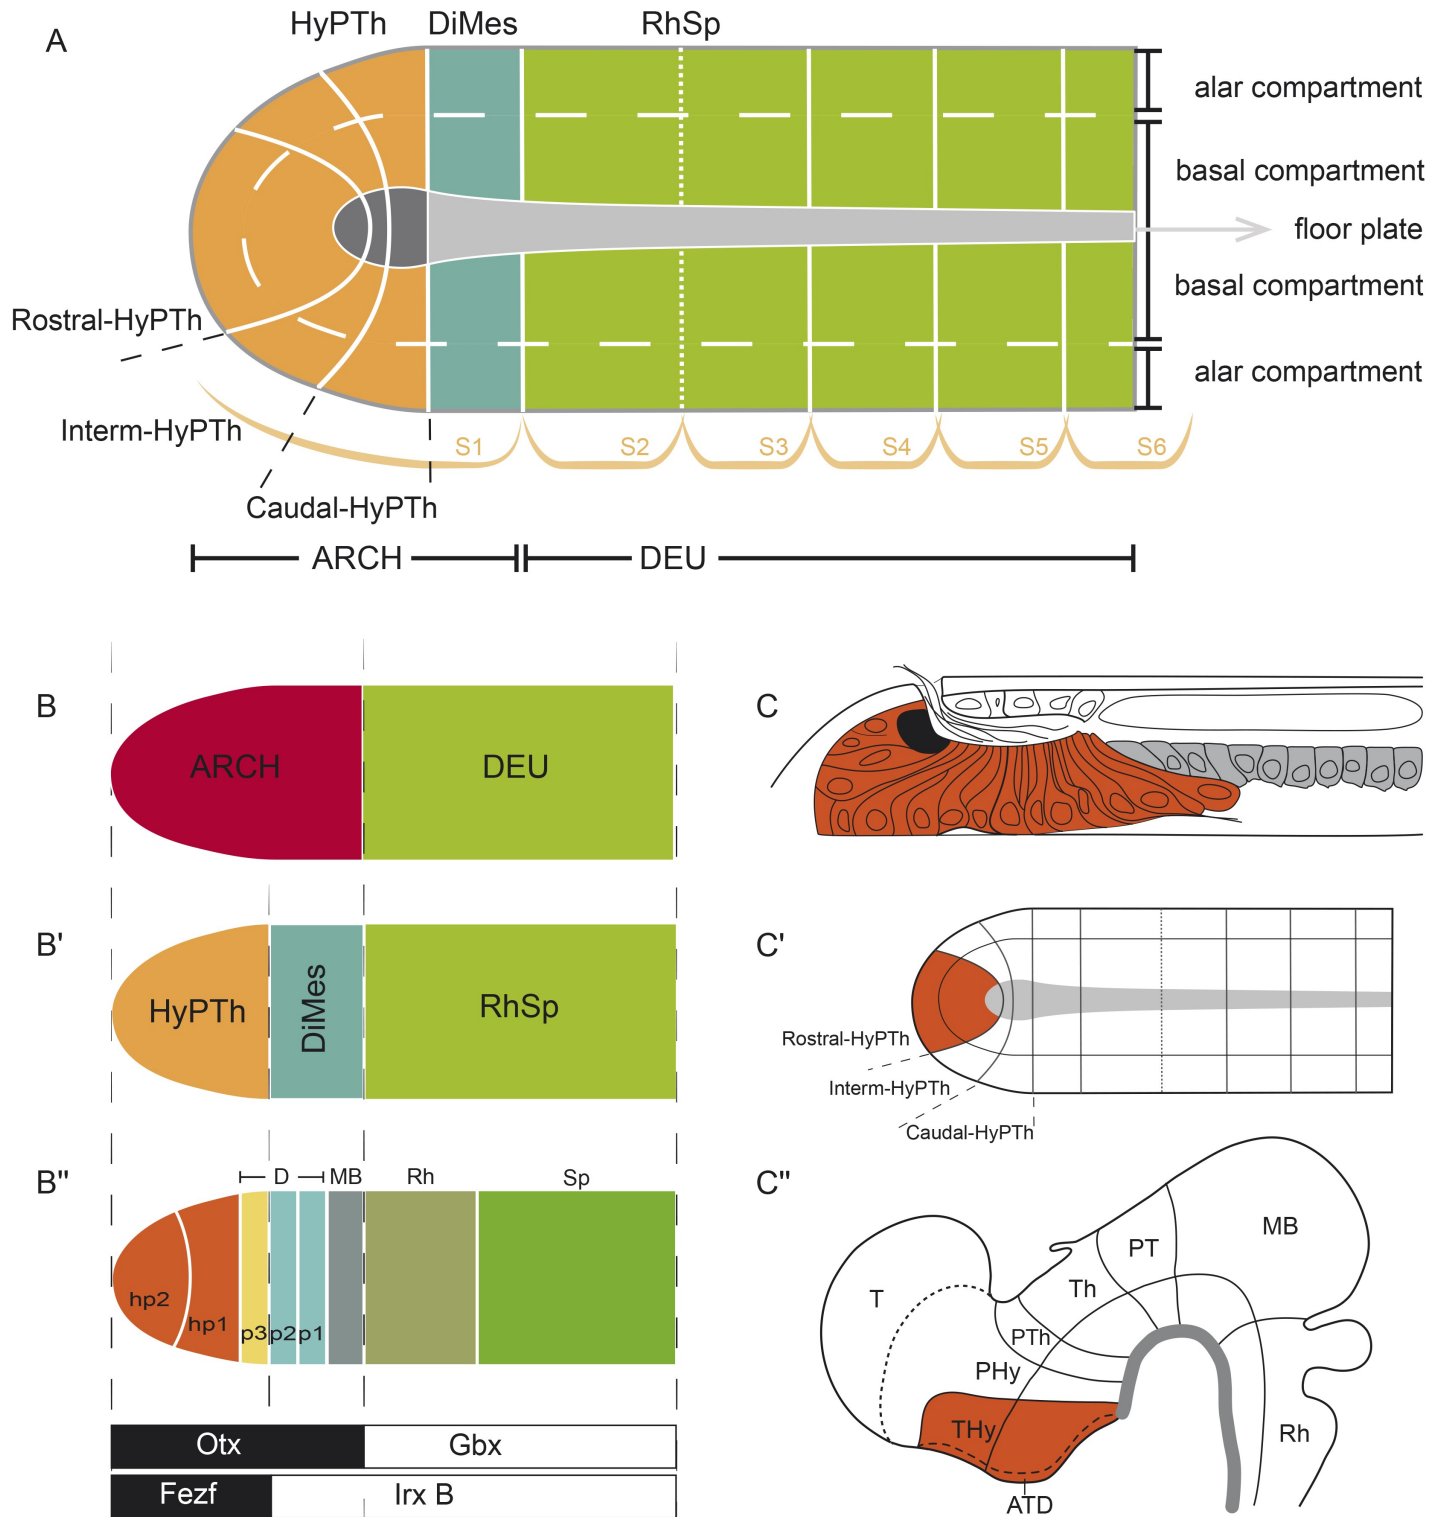 A
HyPTh
DiMes
RhSp
alar compartment
basal compartment
floor plate
basal compartment
alar compartment
Rostral-HyPTh
Interm-HyPTh
Caudal-HyPTh
S1
S2
S3
S4
S5
S6
ARCH
DEU
B
ARCH
DEU
B'
HyPTh
DiMes
RhSp
B"
D
MB
Rh
Sp
hp2
hp1
p3
p2
p1
Otx
Gbx
Fezf
Irx B
C
C'
Rostral-HyPTh
Interm-HyPTh
Caudal-HyPTh
C"
T
PT
MB
Th
PTh
PHy
THy
Rh
ATD